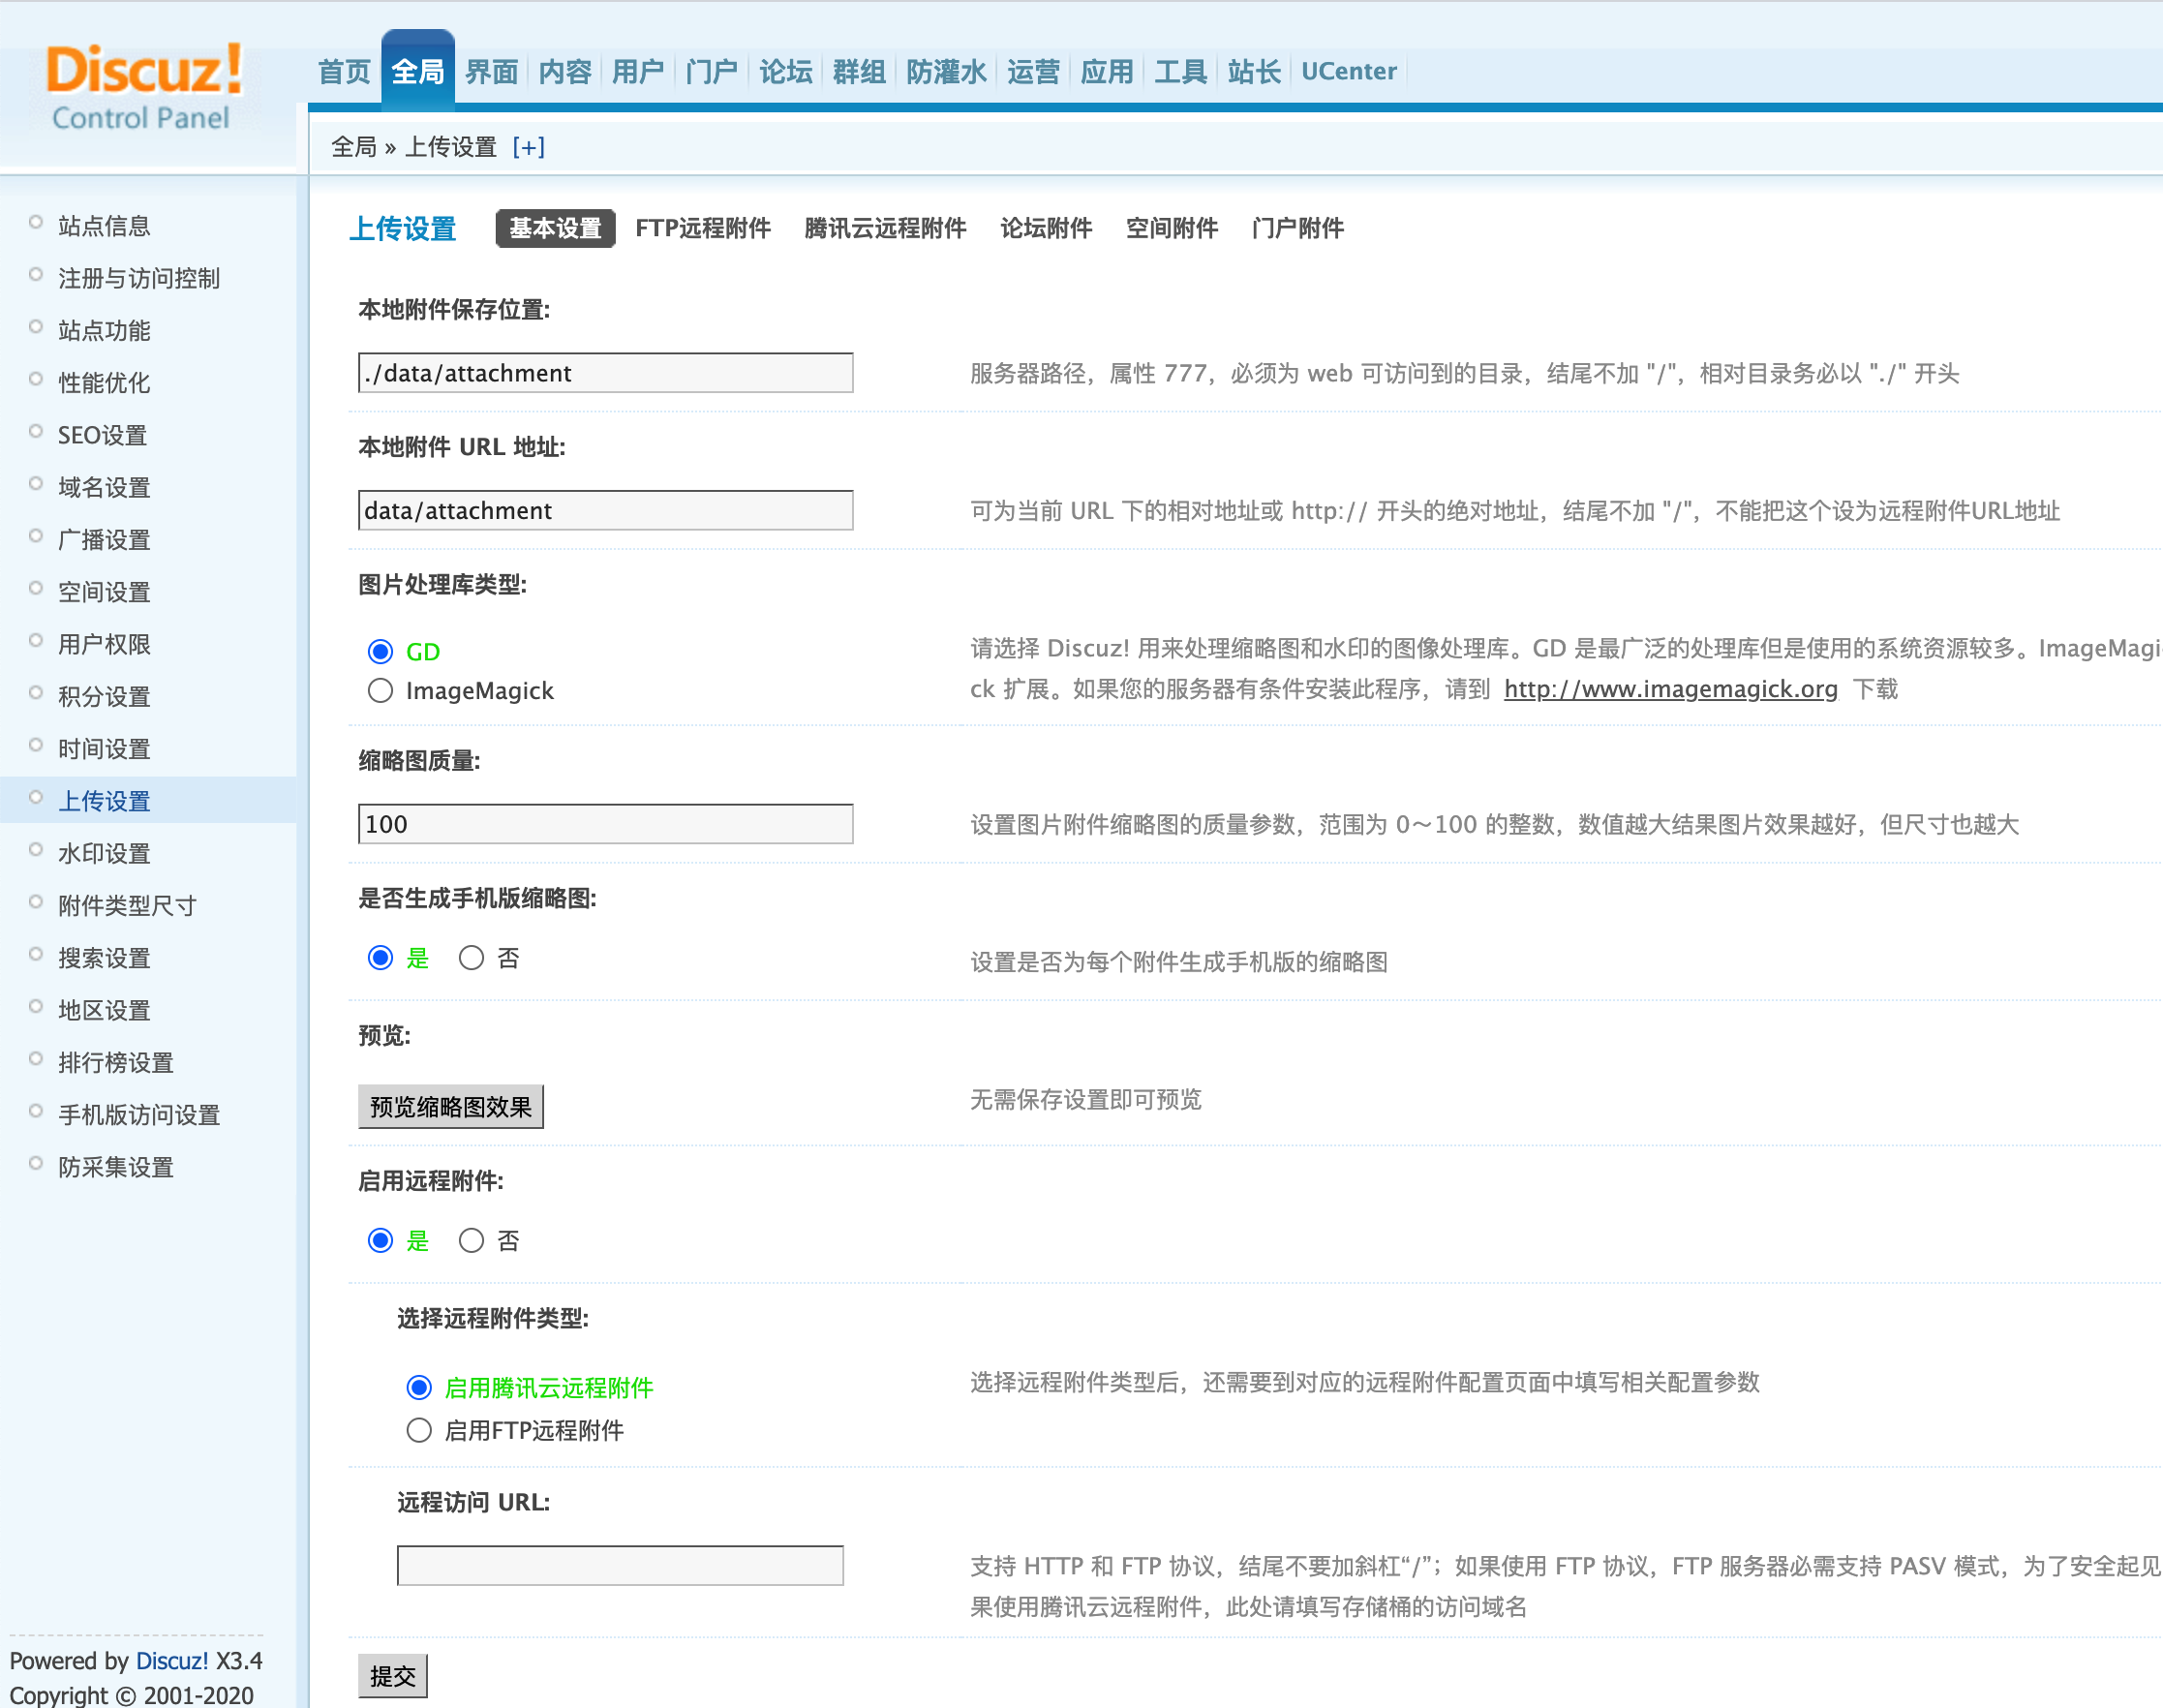 Discuz!
Control Panel
首页 全局 界面 内容 用户 门户 论坛 群组 防灌水 运营 应用 工具 站长 UCenter
全局 » 上传设置 [+]
站点信息
注册与访问控制
站点功能
性能优化
SEO设置
域名设置
广播设置
空间设置
用户权限
积分设置
时间设置
上传设置
水印设置
附件类型尺寸
搜索设置
地区设置
排行榜设置
手机版访问设置
防采集设置
Powered by Discuz! X3.4
Copyright © 2001-2020
上传设置 基本设置 FTP远程附件 腾讯云远程附件 论坛附件 空间附件 门户附件
本地附件保存位置:
./data/attachment
服务器路径，属性 777，必须为 web 可访问到的目录，结尾不加 "/"，相对目录务必以 "./" 开头
本地附件 URL 地址:
data/attachment
可为当前 URL 下的相对地址或 http:// 开头的绝对地址，结尾不加 "/"，不能把这个设为远程附件URL地址
图片处理库类型:
GD
ImageMagick
请选择 Discuz! 用来处理缩略图和水印的图像处理库。GD 是最广泛的处理库但是使用的系统资源较多。ImageMagi
ck 扩展。如果您的服务器有条件安装此程序，请到 http://www.imagemagick.org 下载
缩略图质量:
100
设置图片附件缩略图的质量参数，范围为 0～100 的整数，数值越大结果图片效果越好，但尺寸也越大
是否生成手机版缩略图:
是 否
设置是否为每个附件生成手机版的缩略图
预览:
预览缩略图效果
无需保存设置即可预览
启用远程附件:
是 否
选择远程附件类型:
启用腾讯云远程附件
启用FTP远程附件
选择远程附件类型后，还需要到对应的远程附件配置页面中填写相关配置参数
远程访问 URL:
支持 HTTP 和 FTP 协议，结尾不要加斜杠“/”；如果使用 FTP 协议，FTP 服务器必需支持 PASV 模式，为了安全起见
果使用腾讯云远程附件，此处请填写存储桶的访问域名
提交